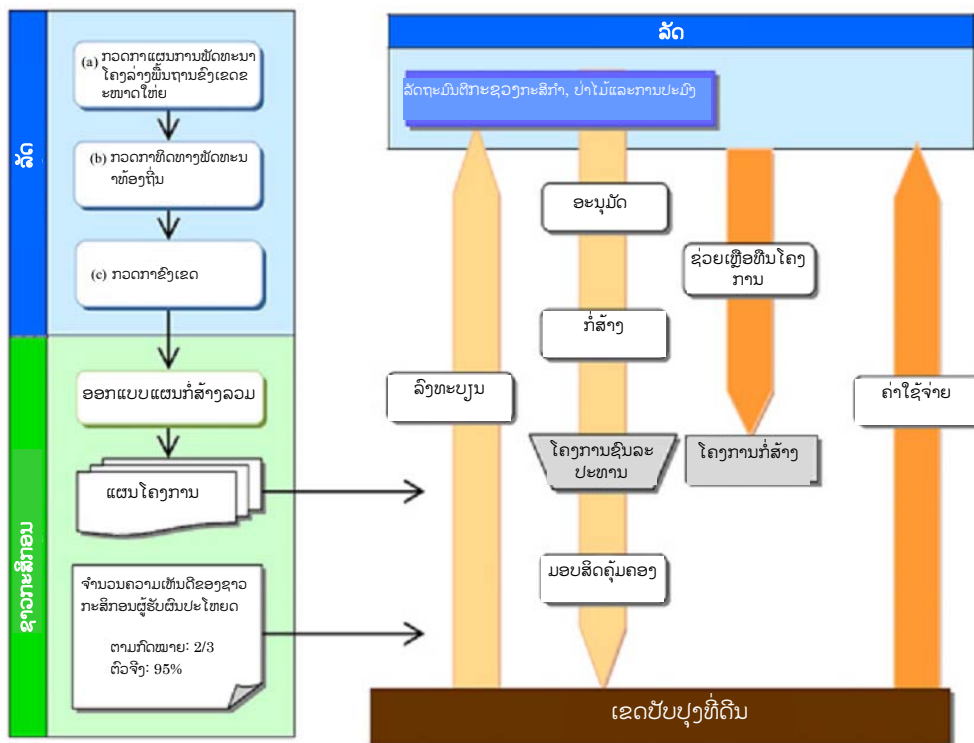 ລັດ
(a) ກວດກາແຜນການພັດທະນາ
ໂຄງລ່າງພື້ນຖານຂົງເຂດຂ
ະໜາດໃຫ່ຍ
(b) ກວດກາທິດທາງພັດທະນ
າທ້ອງຖີ່ນ
(c) ກວດກາຂົງເຂດ
ຊາວກະສິກອນ
ອອກແບບແຜນກໍ່ສ້າງລວມ
ແຜນໂຄງການ
ຈຳນວນຄວາມເຫັນດີຂອງຊາວ
ກະສິກອນຜູ້ຮັບຜົນປະໂຫຍດ
ຕາມກົດໝາຍ: 2/3
ຕົວຈີງ: 95%
ລັດ
ລັດຖະມົນຕີກະຊວງກະສິກຳ, ປ່າໄມ້ແລະການປະມົງ
ອະນຸມັດ
ຊ່ວຍເຫຼືອທືນໂຄງ
ການ
ກໍ່ສ້າງ
ລົງທະບຽນ
ຄ່າໃຊ້ຈ່າຍ
ໂຄງການຊົນລະ
ປະທານ
ໂຄງການກໍ່ສ້າງ
ມອບສິດຄຸ້ມຄອງ
ເຂດປັບປຸງທີ່ດີນ